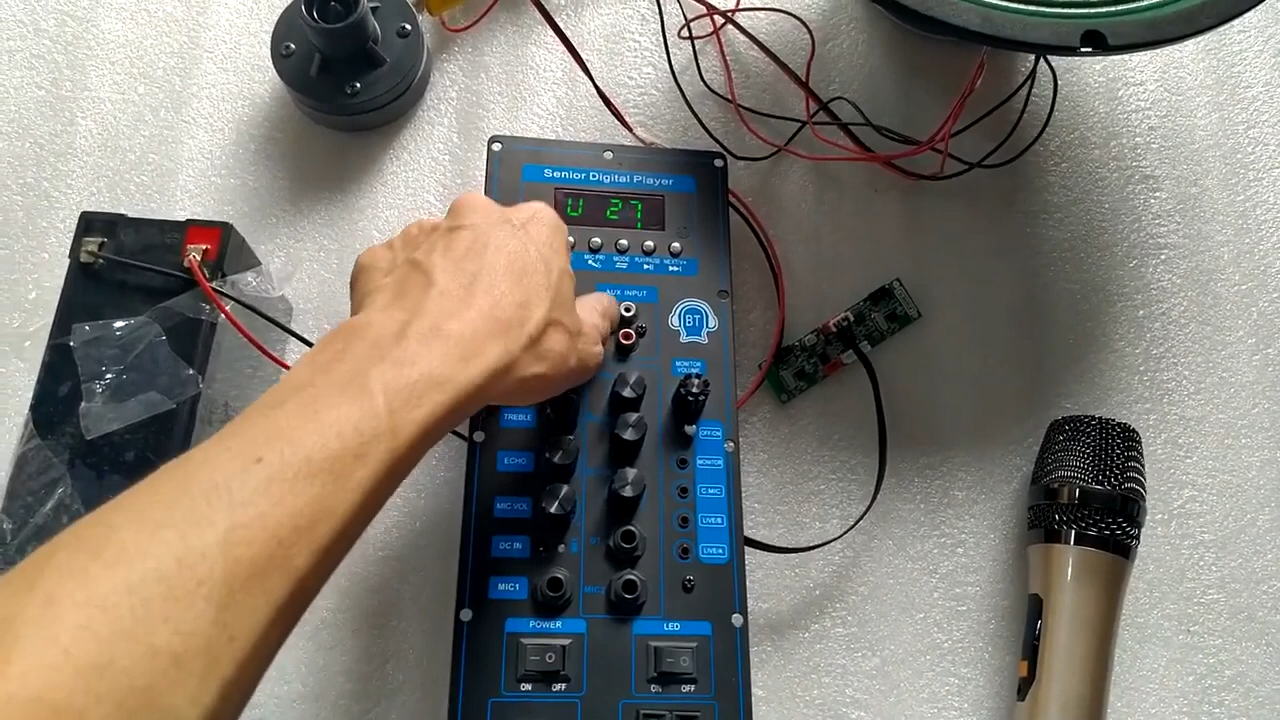 Senior Digital Player
U 27
MIC PRI MODE PLAY/PAUSE NEXT/V+
AUX INPUT
BT
MONITOR
VOLUME
TREBLE
OFF/ON
ECHO
MONITOR
C.MIC
MIC.VOL
LIVE/B
DC IN
GT
LIVE/A
MIC1
MIC2
POWER
LED
ON OFF
ON OFF